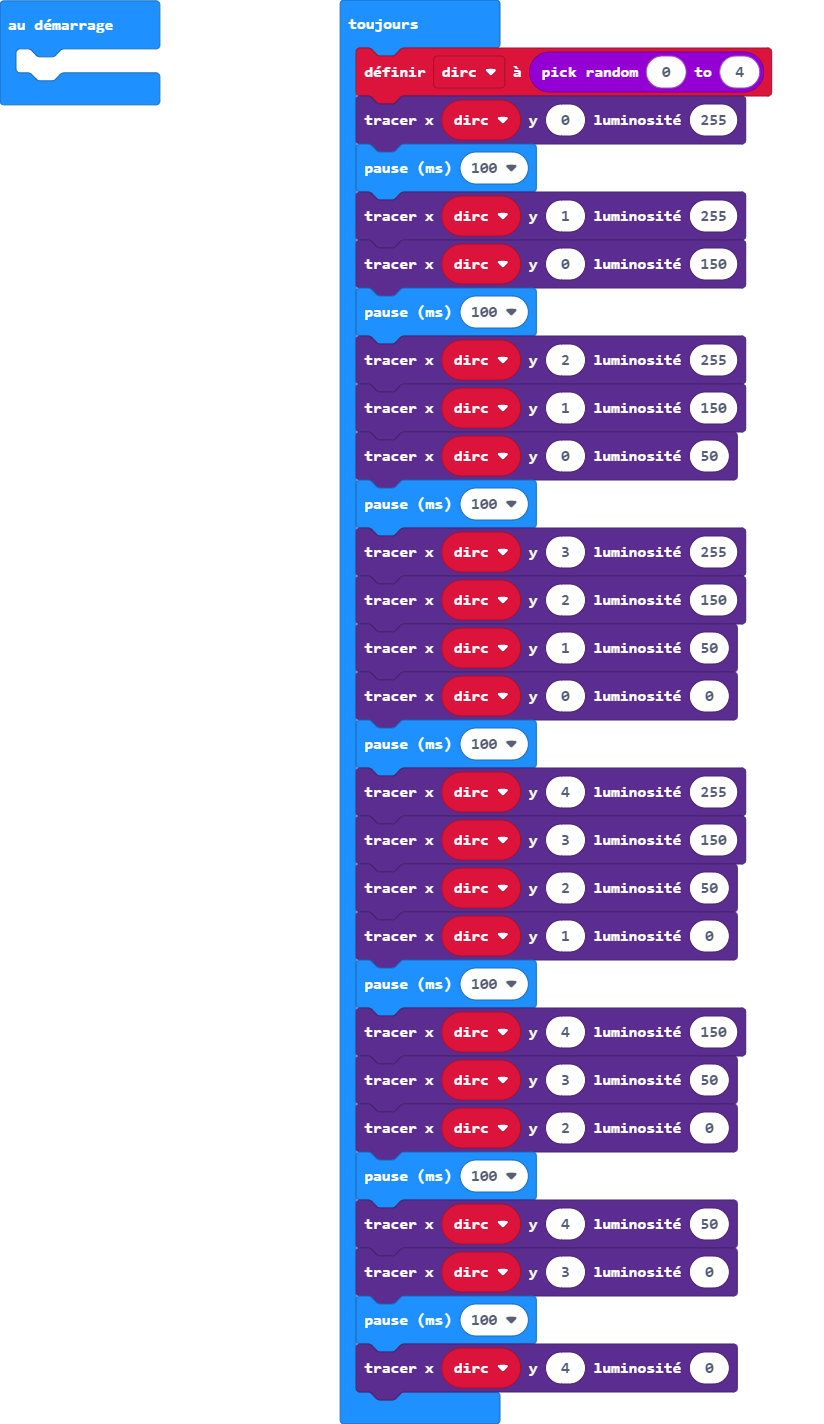 au démarrage
toujours
définir dirc à pick random 0 to 4
tracer x dirc y 0 luminosité 255
pause (ms) 100
tracer x dirc y 1 luminosité 255
tracer x dirc y 0 luminosité 150
pause (ms) 100
tracer x dirc y 2 luminosité 255
tracer x dirc y 1 luminosité 150
tracer x dirc y 0 luminosité 50
pause (ms) 100
tracer x dirc y 3 luminosité 255
tracer x dirc y 2 luminosité 150
tracer x dirc y 1 luminosité 50
tracer x dirc y 0 luminosité 0
pause (ms) 100
tracer x dirc y 4 luminosité 255
tracer x dirc y 3 luminosité 150
tracer x dirc y 2 luminosité 50
tracer x dirc y 1 luminosité 0
pause (ms) 100
tracer x dirc y 4 luminosité 150
tracer x dirc y 3 luminosité 50
tracer x dirc y 2 luminosité 0
pause (ms) 100
tracer x dirc y 4 luminosité 50
tracer x dirc y 3 luminosité 0
pause (ms) 100
tracer x dirc y 4 luminosité 0